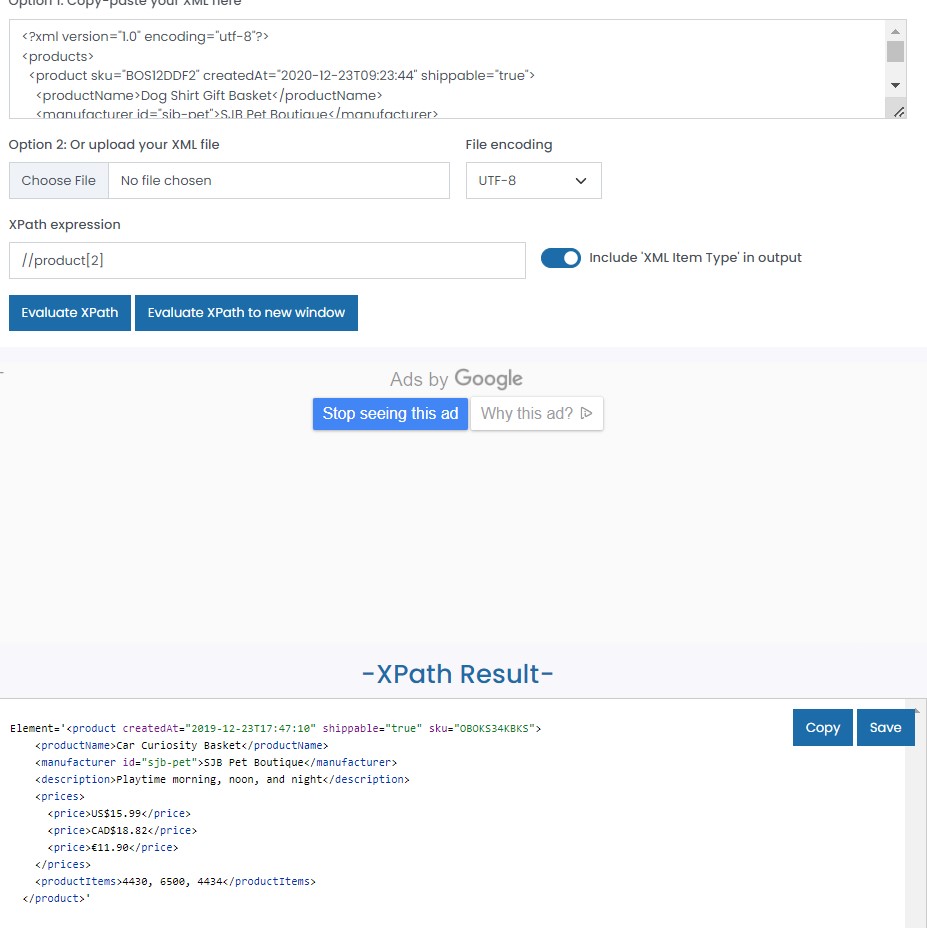 Option 1: Copy-paste your XML here
<?xml version="1.0" encoding="utf-8"?>
<products>
<product sku="BOS12DDF2" createdAt="2020-12-23T09:23:44" shippable="true">
<productName>Dog Shirt Gift Basket</productName>
<manufacturer id="sjb-pet">SJB Pet Boutique</manufacturer>
Option 2: Or upload your XML file
File encoding
Choose File No file chosen
UTF-8
XPath expression
//product[2]
Include 'XML Item Type' in output
Evaluate XPath
Evaluate XPath to new window
Ads by Google
Stop seeing this ad
Why this ad?
-XPath Result-
Copy
Save
Element='<product createdAt="2019-12-23T17:47:10" shippable="true" sku="OBOKS34KBKS">
<productName>Car Curiosity Basket</productName>
<manufacturer id="sjb-pet">SJB Pet Boutique</manufacturer>
<description>Playtime morning, noon, and night</description>
<prices>
<price>US$15.99</price>
<price>CAD$18.82</price>
<price>€11.90</price>
</prices>
<productItems>4430, 6500, 4434</productItems>
</product>'